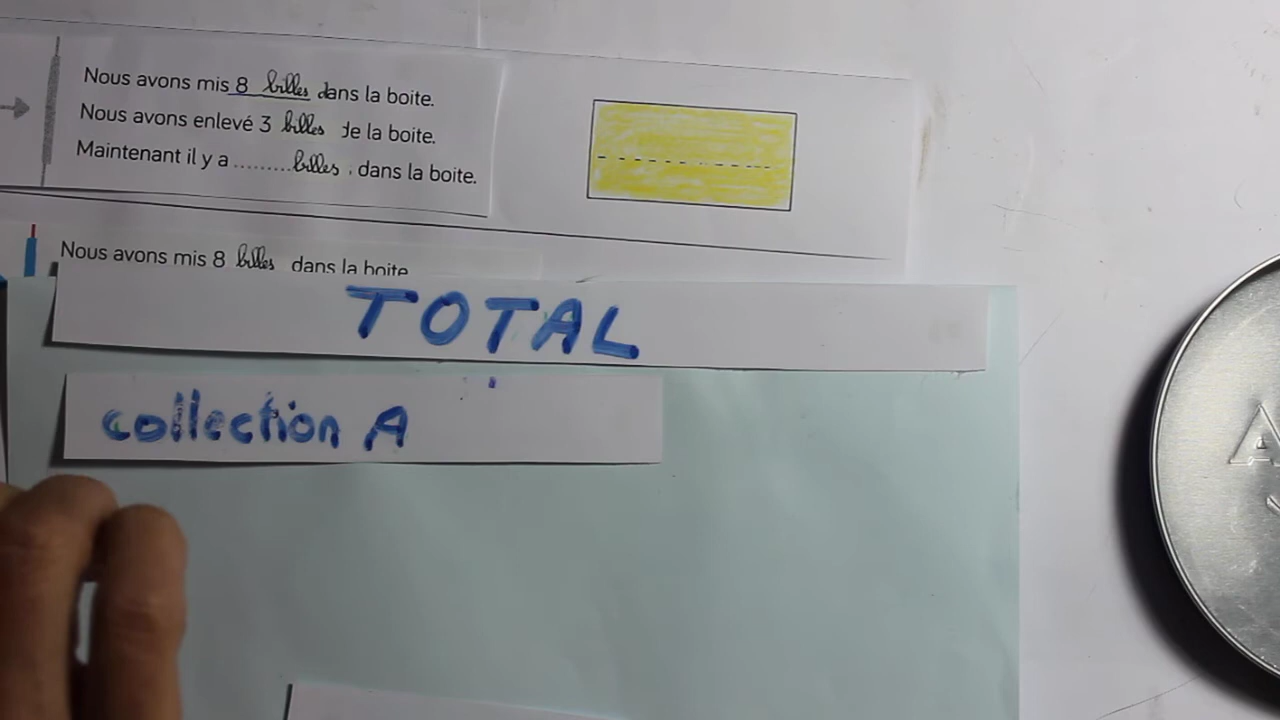 Nous avons mis 8 billes dans la boite.
Nous avons enlevé 3 billes de la boite.
Maintenant il y a ......... billes . dans la boite.
Nous avons mis 8 billes dans la boite
TOTAL
collection A
A